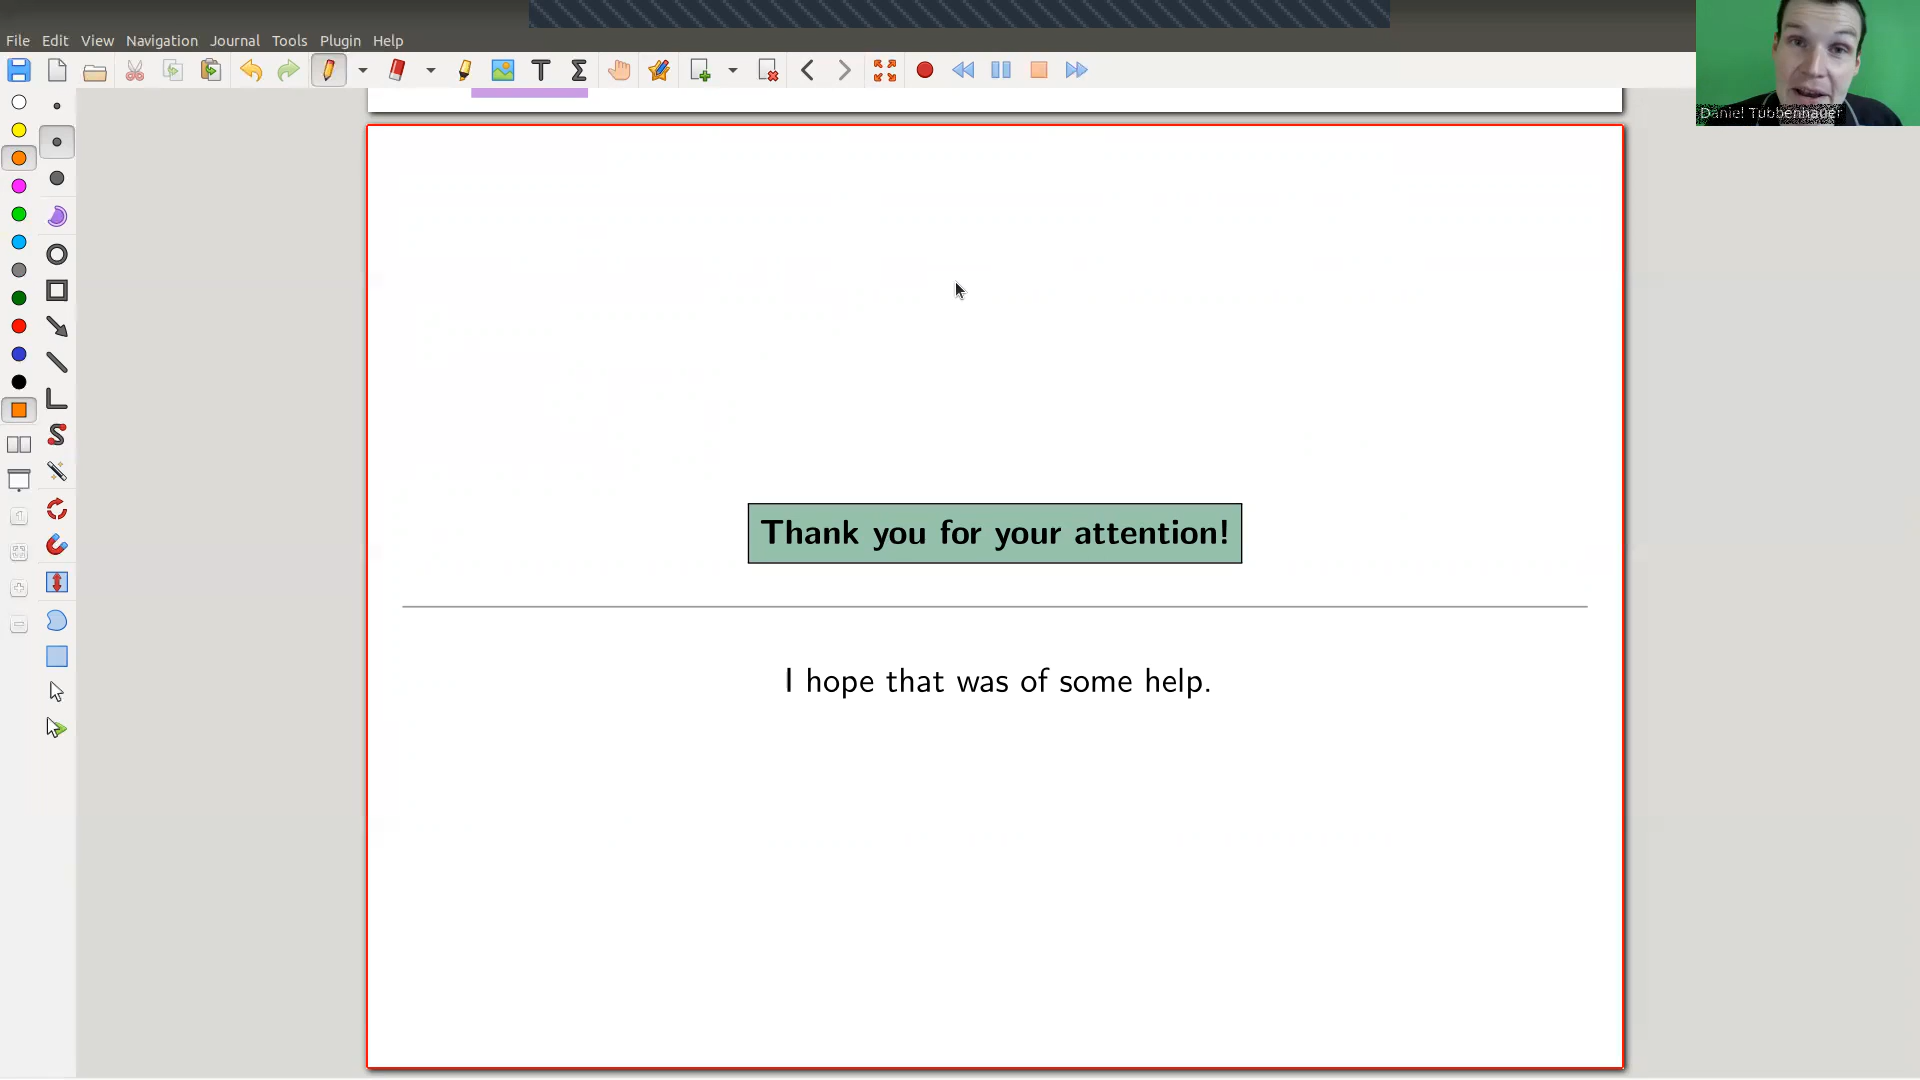 File Edit View Navigation Journal Tools Plugin Help
Daniel Tubbenhauer
Thank you for your attention!
I hope that was of some help.